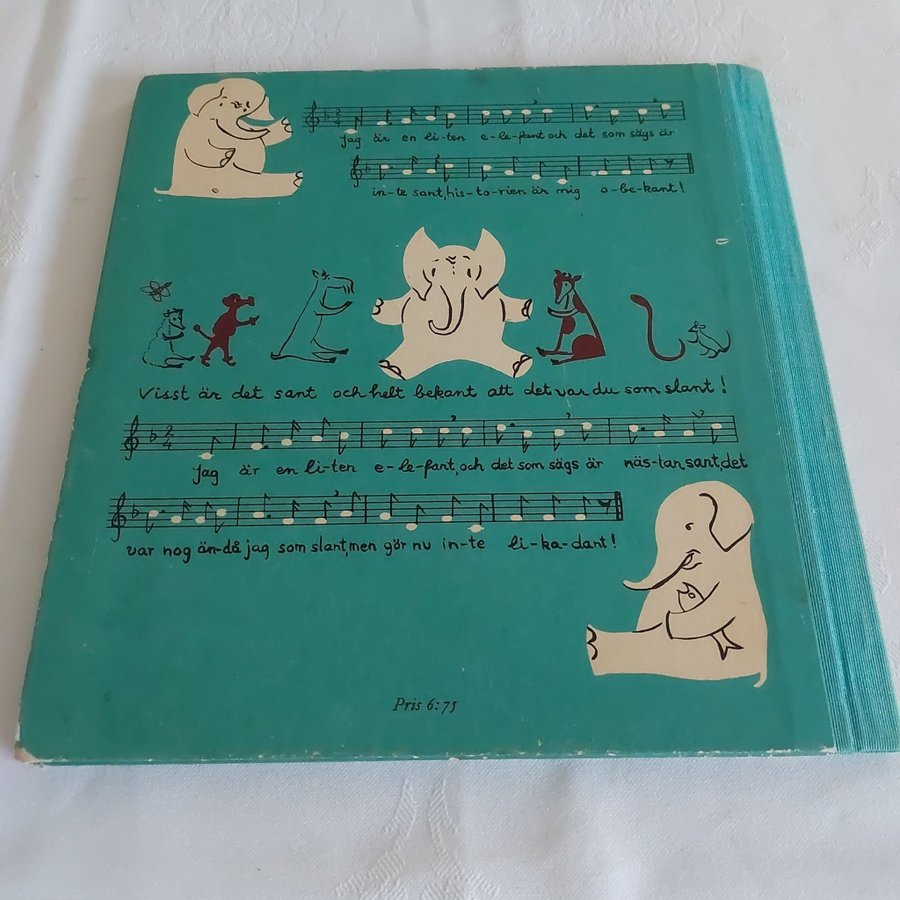 Jag är en li-ten e-le-fant och det som sägs är
in-te sant, his-to-rien är mig o-be-kant!
Visst är det sant och helt bekant att det var du som slant!
Jag är en li-ten e-le-fant, och det som sägs är näs-tan sant, det
var nog än-då jag som slant, men gör nu in-te li-ka-dant!
Pris 6:75